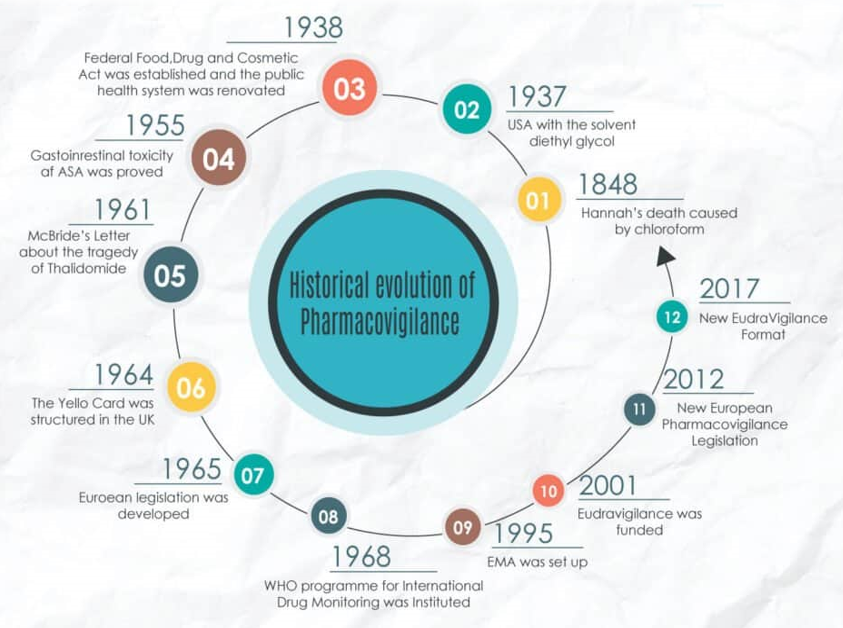 Historical evolution of
Pharmacovigilance
01
1848
Hannah's death caused
by chloroform
02
1937
USA with the solvent
diethyl glycol
03
1938
Federal Food,Drug and Cosmetic
Act was established and the public
health system was renovated
04
1955
Gastoinrestinal toxicity
af ASA was proved
05
1961
McBride's Letter
about the tragedy
of Thalidomide
06
1964
The Yello Card was
structured in the UK
07
1965
Euroean legislation was
developed
08
1968
WHO programme for International
Drug Monitoring was Instituted
09
1995
EMA was set up
10
2001
Eudravigilance was
funded
11
2012
New European
Pharmacovigilance
Legislation
12
2017
New EudraVigilance
Format